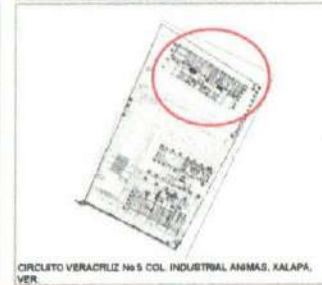 CIRCUITO VERACRUZ No 5 COL. INDUSTRIAL ANIMAS, XALAPA,
VER.